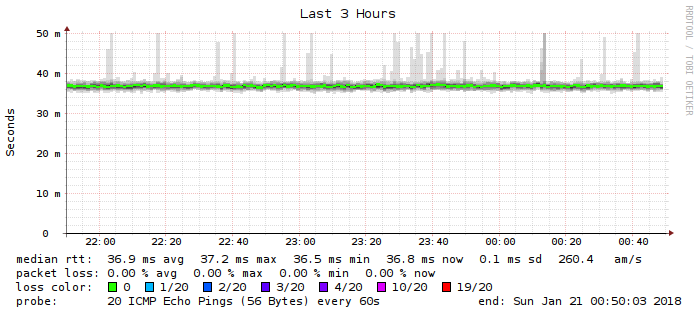 Last 3 Hours
RRDTOOL / TOBI OETIKER
Seconds
50 m
40 m
30 m
20 m
10 m
0
22:00 22:20 22:40 23:00 23:20 23:40 00:00 00:20 00:40
median rtt: 36.9 ms avg 37.2 ms max 36.5 ms min 36.8 ms now 0.1 ms sd 260.4 am/s
packet loss: 0.00 % avg 0.00 % max 0.00 % min 0.00 % now
loss color: 0 1/20 2/20 3/20 4/20 10/20 19/20
probe: 20 ICMP Echo Pings (56 Bytes) every 60s end: Sun Jan 21 00:50:03 2018